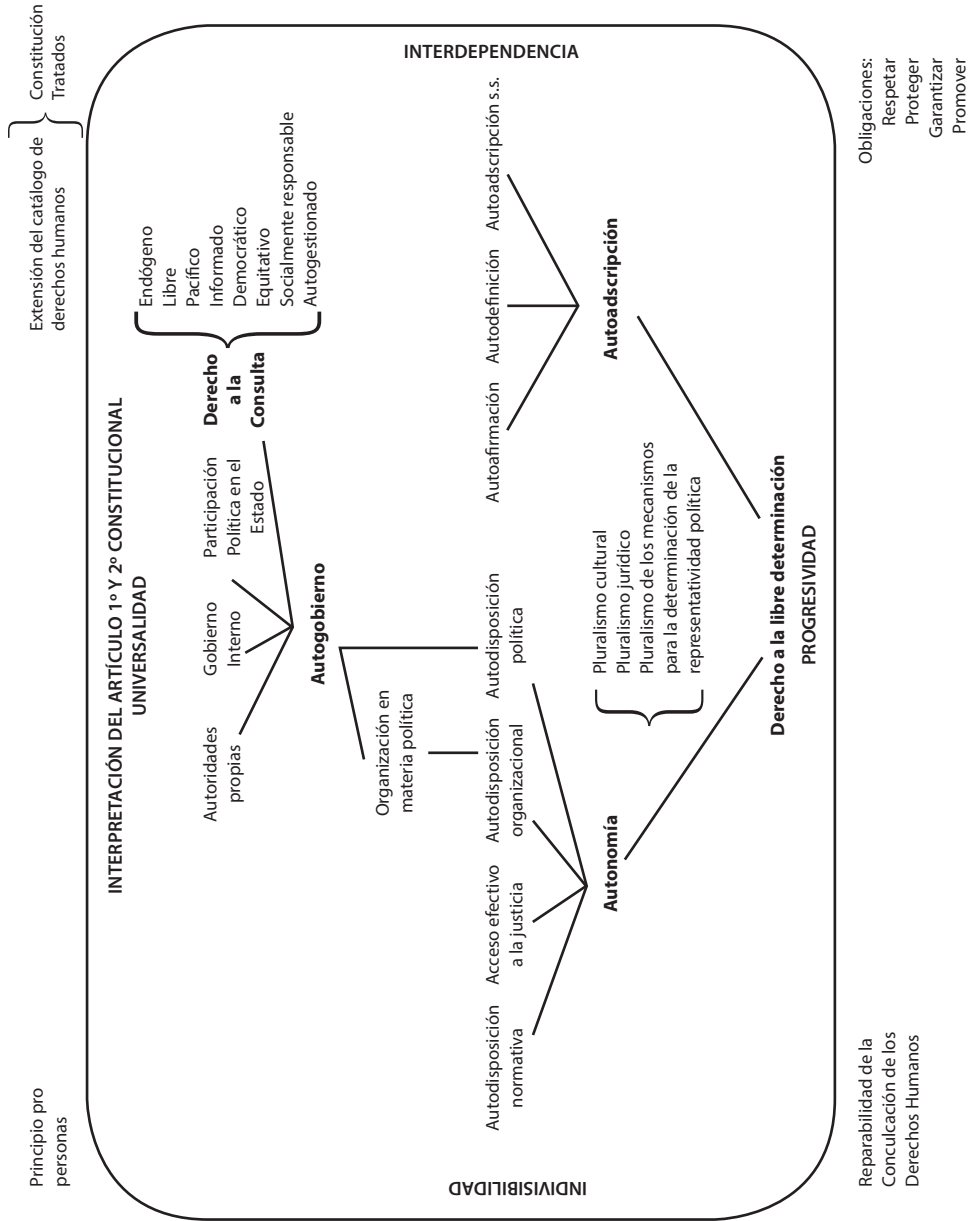 Principio pro
personas
Extensión del catálogo de
derechos humanos
Constitución
Tratados
INTERPRETACIÓN DEL ARTÍCULO 1º Y 2º CONSTITUCIONAL
UNIVERSALIDAD
INDIVISIBISIDAD
INTERDEPENDENCIA
Autoridades
propias
Gobierno
Interno
Participación
Política en el
Estado
Derecho
a la
Consulta
Endógeno
Libre
Pacífico
Informado
Democrático
Equitativo
Socialmente responsable
Autogestionado
Autogobierno
Organización en
materia política
Autodisposición
normativa
Acceso efectivo
a la justicia
Autodisposición
organizacional
Autodisposición
política
Autoafirmación
Autodefinición
Autoadscripción s.s.
Autonomía
Pluralismo cultural
Pluralismo jurídico
Pluralismo de los mecanismos
para la determinación de la
representatividad política
Autoadscripción
Derecho a la libre determinación
PROGRESIVIDAD
Reparabilidad de la
Conculcación de los
Derechos Humanos
Obligaciones:
Respetar
Proteger
Garantizar
Promover